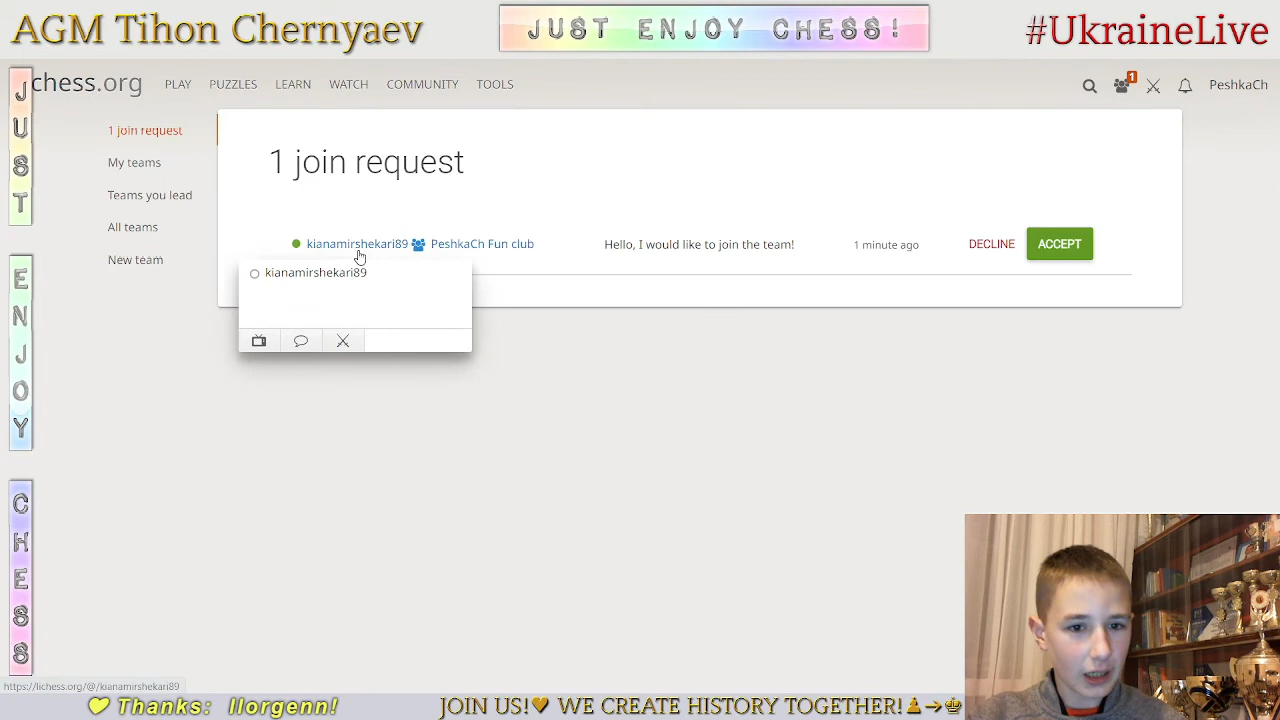 AGM Tihon Chernyaev
JUST ENJOY CHESS!
#UkraineLive
chess.org
PLAY
PUZZLES
LEARN
WATCH
COMMUNITY
TOOLS
1
PeshkaCh
JUST
ENJOY
CHESS
1 join request
My teams
Teams you lead
All teams
New team
1 join request
kianamirshekari89
PeshkaCh Fun club
Hello, I would like to join the team!
1 minute ago
DECLINE
ACCEPT
kianamirshekari89
https://lichess.org/@/kianamirshekari89
Thanks: llorgenn!
JOIN US! WE CREATE HISTORY TOGETHER!